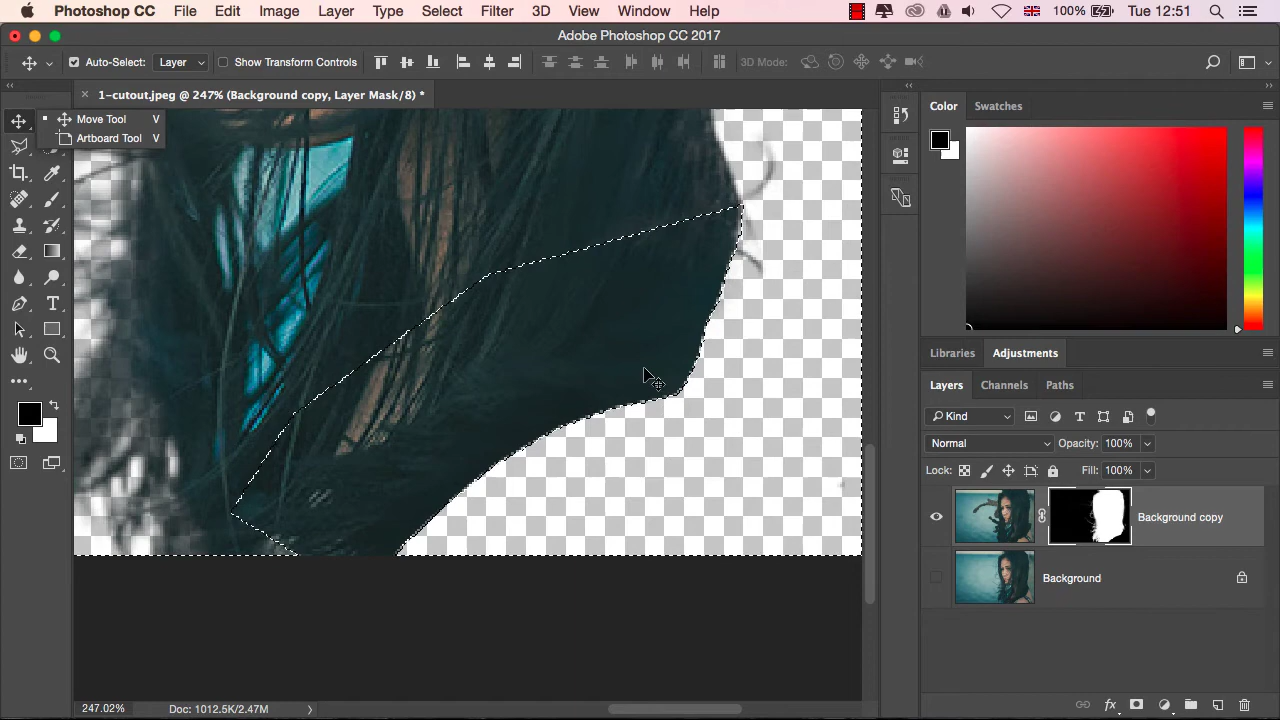 Photoshop CC File Edit Image Layer Type Select Filter 3D View Window Help 100% Tue 12:51
Adobe Photoshop CC 2017
Auto-Select: Layer Show Transform Controls 3D Mode:
1-cutout.jpeg @ 247% (Background copy, Layer Mask/8) *
Color Swatches
Move Tool V
Artboard Tool V
Libraries Adjustments
Layers Channels Paths
Kind
Normal Opacity: 100%
Lock: Fill: 100%
Background copy
Background
247.02% Doc: 1012.5K/2.47M
fx